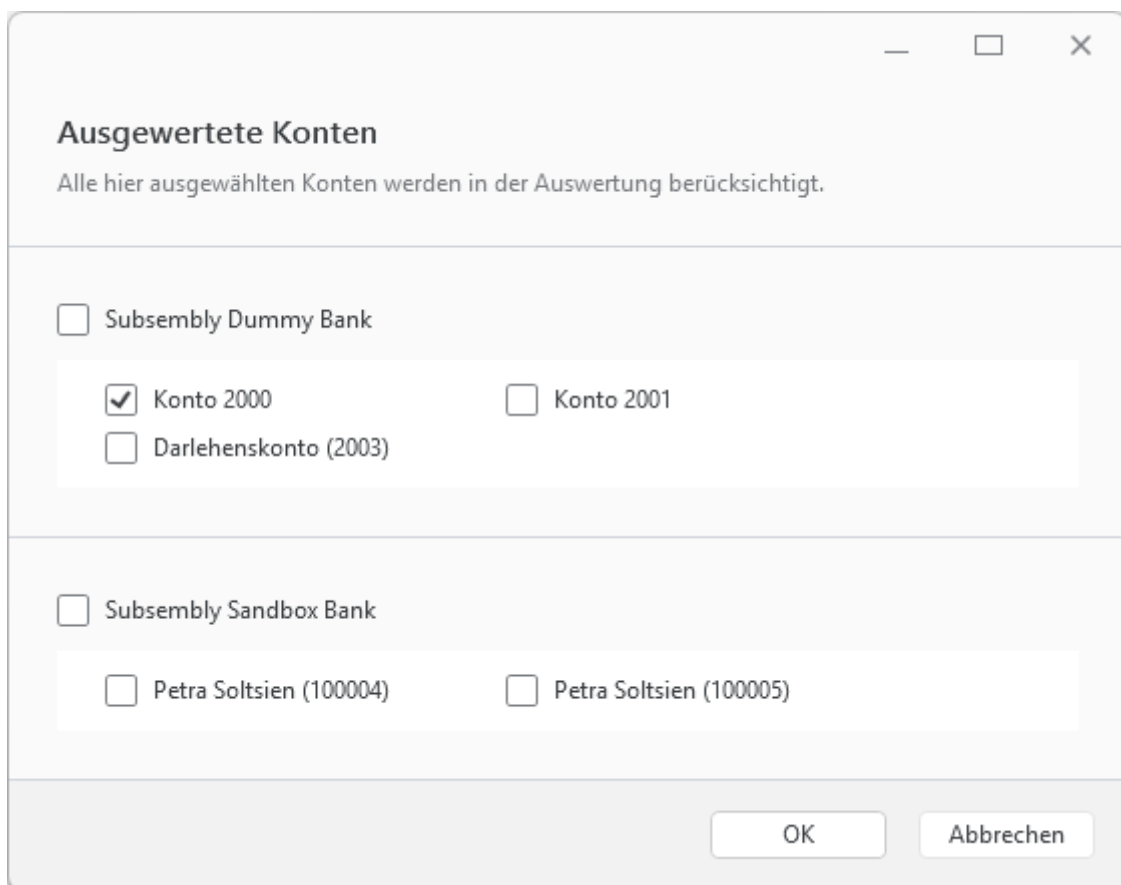 Ausgewertete Konten
Alle hier ausgewählten Konten werden in der Auswertung berücksichtigt.
Subsembly Dummy Bank
Konto 2000 Konto 2001
Darlehenskonto (2003)
Subsembly Sandbox Bank
Petra Soltsien (100004) Petra Soltsien (100005)
OK Abbrechen